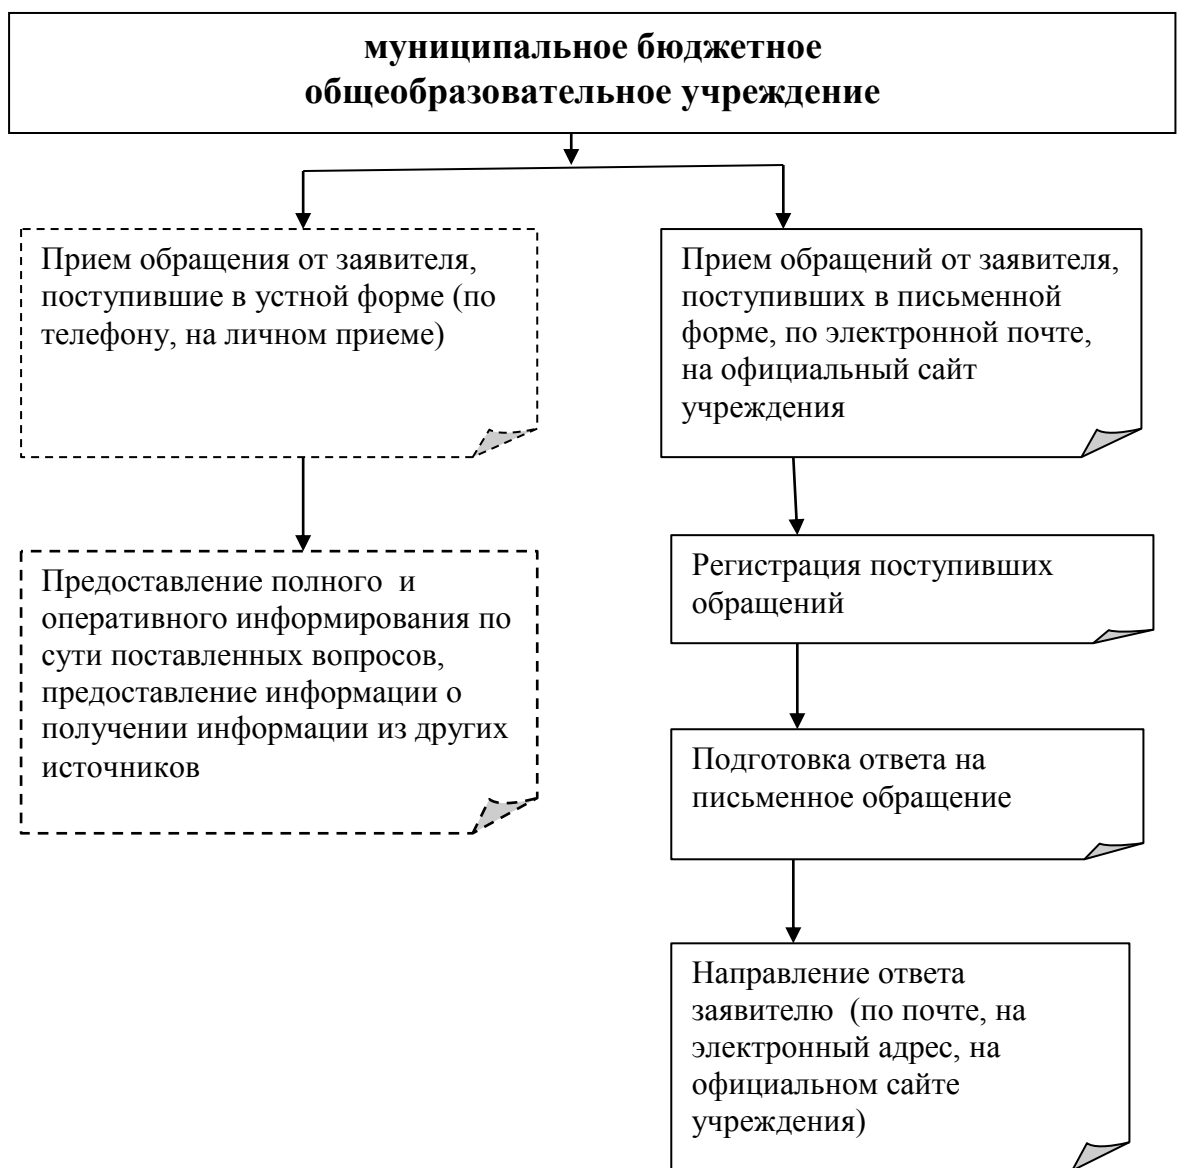 муниципальное бюджетное
общеобразовательное учреждение
Прием обращения от заявителя,
поступившие в устной форме (по
телефону, на личном приеме)
Предоставление полного и
оперативного информирования по
сути поставленных вопросов,
предоставление информации о
получении информации из других
источников
Прием обращений от заявителя,
поступивших в письменной
форме, по электронной почте,
на официальный сайт
учреждения
Регистрация поступивших
обращений
Подготовка ответа на
письменное обращение
Направление ответа
заявителю (по почте, на
электронный адрес, на
официальном сайте
учреждения)